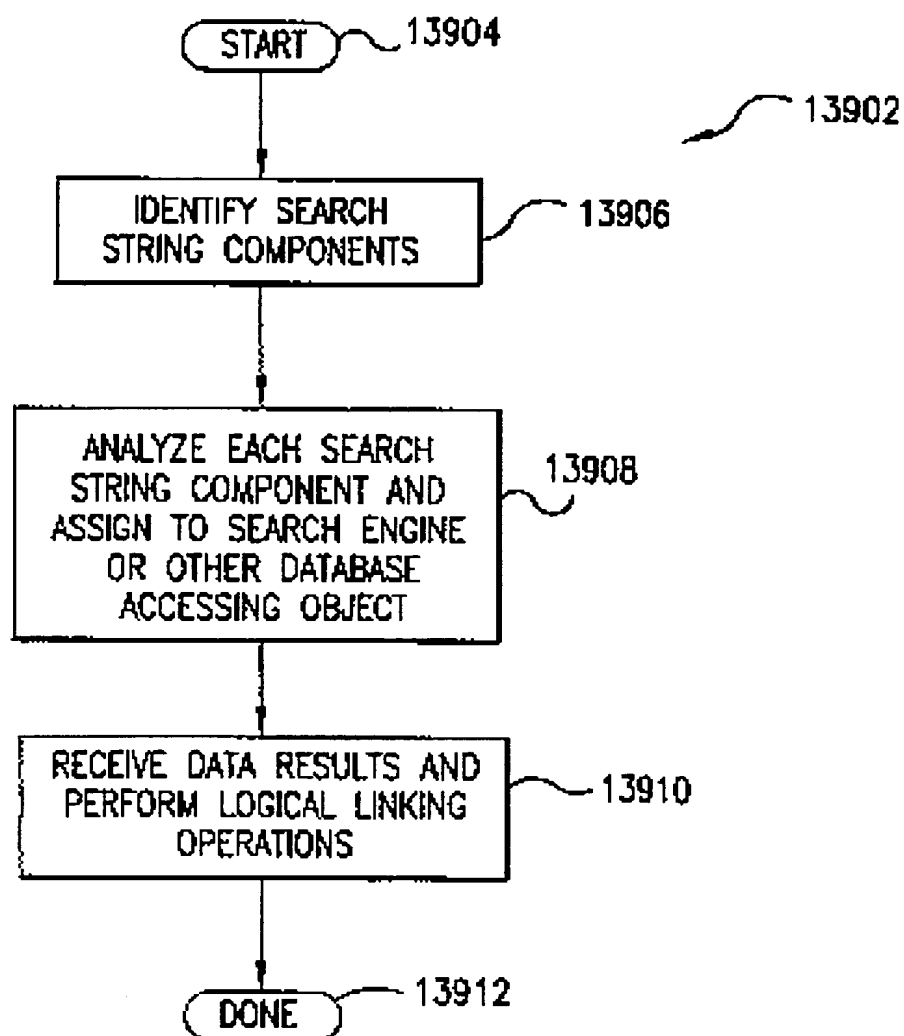 START
13904
13902
IDENTIFY SEARCH
STRING COMPONENTS
13906
ANALYZE EACH SEARCH
STRING COMPONENT AND
ASSIGN TO SEARCH ENGINE
OR OTHER DATABASE
ACCESSING OBJECT
13908
RECEIVE DATA RESULTS AND
PERFORM LOGICAL LINKING
OPERATIONS
13910
DONE
13912